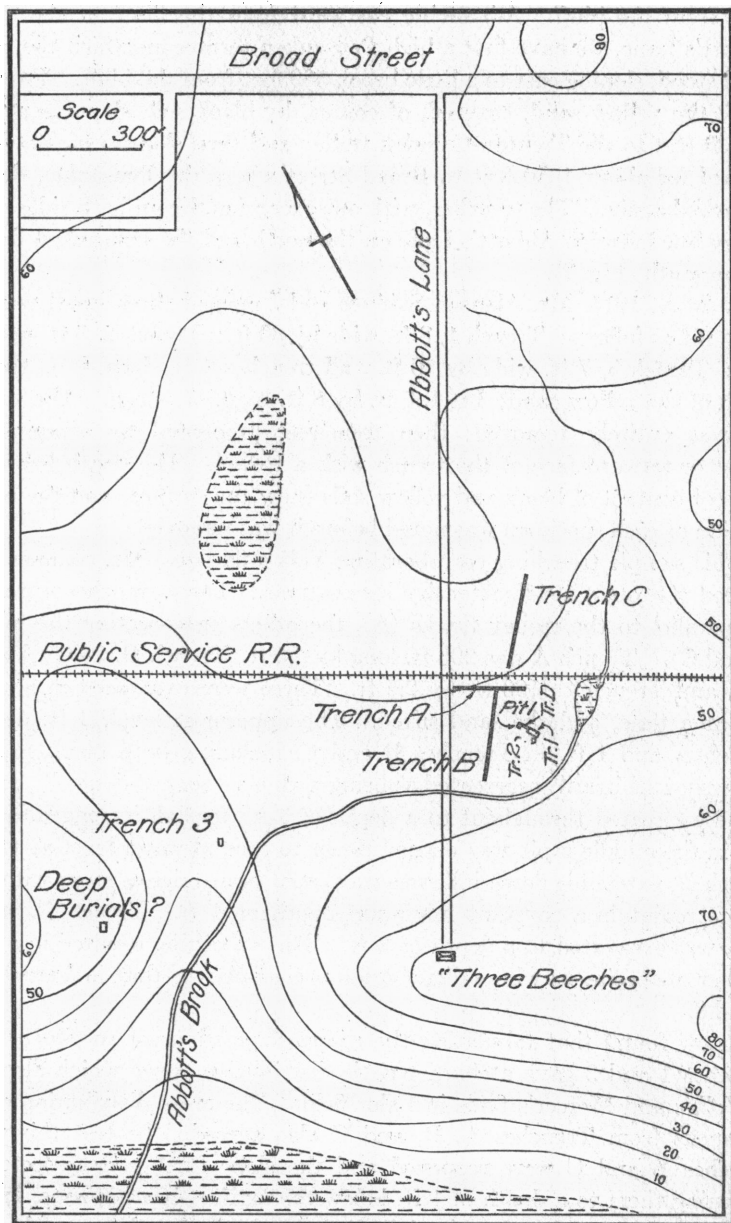 Broad Street
80
Scale
0 300'
70
60
Abbott's Lane
60
50
50
Trench C
Public Service R.R.
Trench A
Pit 1
50
Tr. 2
Tr. 1
Tr. D
Trench B
60
Trench 3
Deep
Burials?
70
60
"Three Beeches"
50
Abbott's Brook
80
70
60
50
40
30
20
10